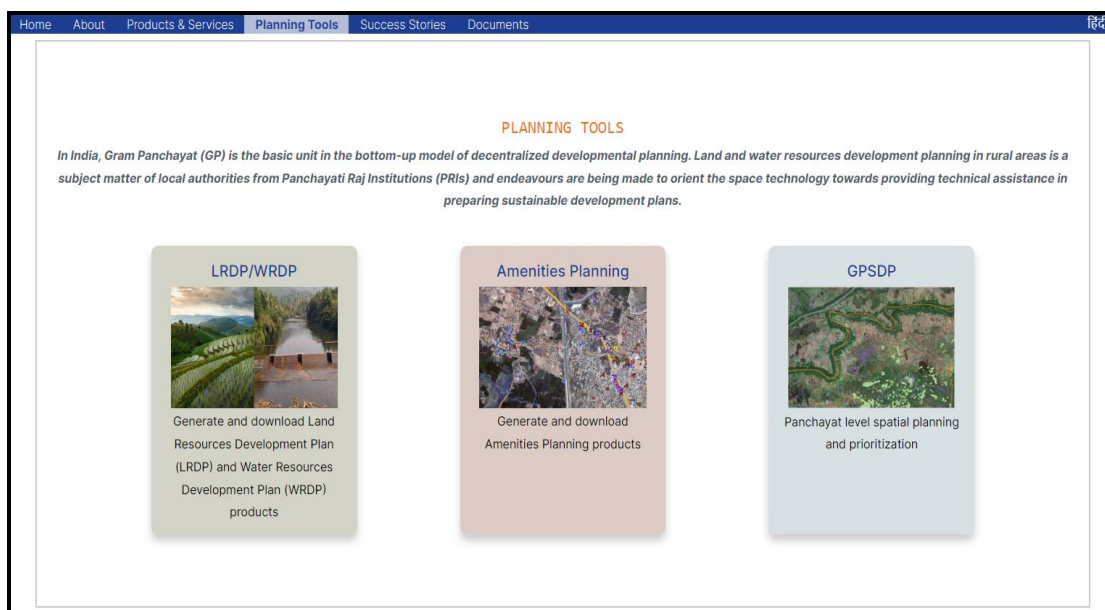 Home About Products & Services Planning Tools Success Stories Documents हिंदी
PLANNING TOOLS
In India, Gram Panchayat (GP) is the basic unit in the bottom-up model of decentralized developmental planning. Land and water resources development planning in rural areas is a
subject matter of local authorities from Panchayati Raj Institutions (PRIs) and endeavours are being made to orient the space technology towards providing technical assistance in
preparing sustainable development plans.
LRDP/WRDP
Generate and download Land
Resources Development Plan
(LRDP) and Water Resources
Development Plan (WRDP)
products
Amenities Planning
Generate and download
Amenities Planning products
GPSDP
Panchayat level spatial planning
and prioritization